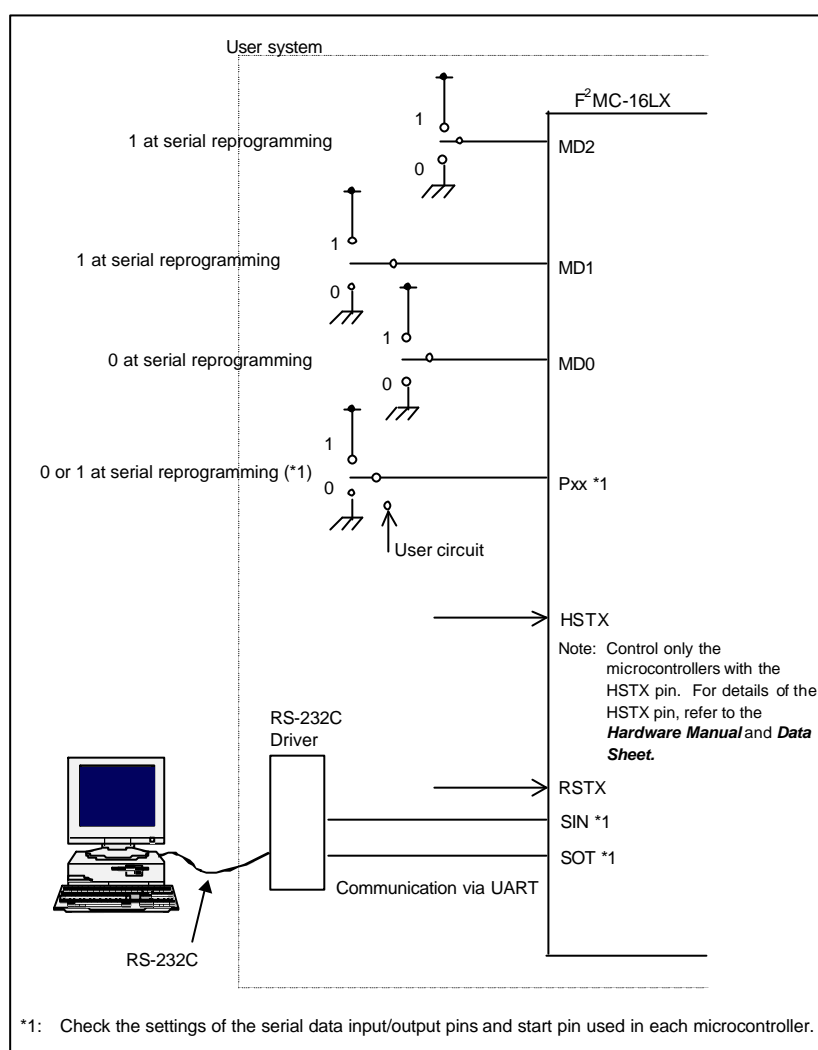 User system
F²MC-16LX
1
1 at serial reprogramming
MD2
0
1
1 at serial reprogramming
MD1
0
1
0 at serial reprogramming
MD0
0
1
0 or 1 at serial reprogramming (*1)
0
Pxx *1
User circuit
HSTX
Note: Control only the
microcontrollers with the
HSTX pin. For details of the
HSTX pin, refer to the
Hardware Manual and Data
Sheet.
RS-232C
Driver
RSTX
SIN *1
SOT *1
Communication via UART
RS-232C
*1: Check the settings of the serial data input/output pins and start pin used in each microcontroller.